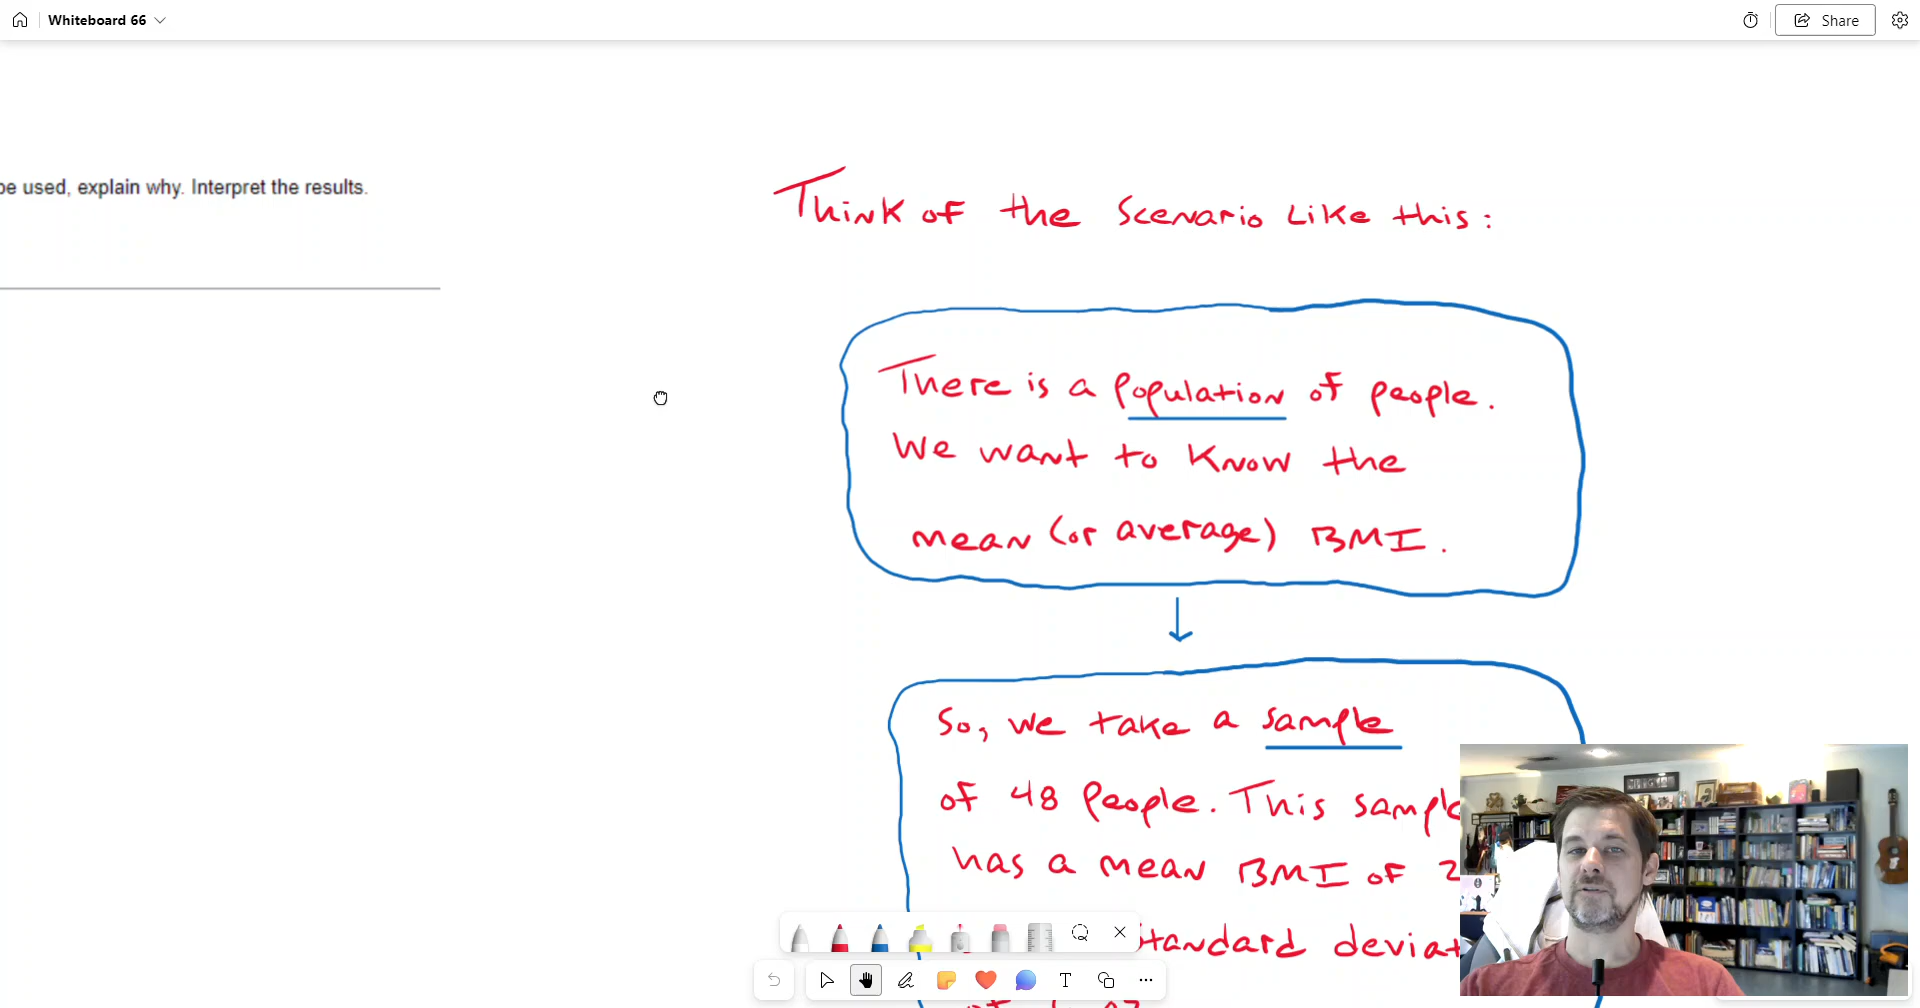 Whiteboard 66
Share
be used, explain why. Interpret the results.
Think of the Scenario Like this:
There is a population of people.
We want to know the
mean (or average) BMI.
So, we take a sample
of 48 people. This sample
has a mean BMI of 2
standard deviat
T